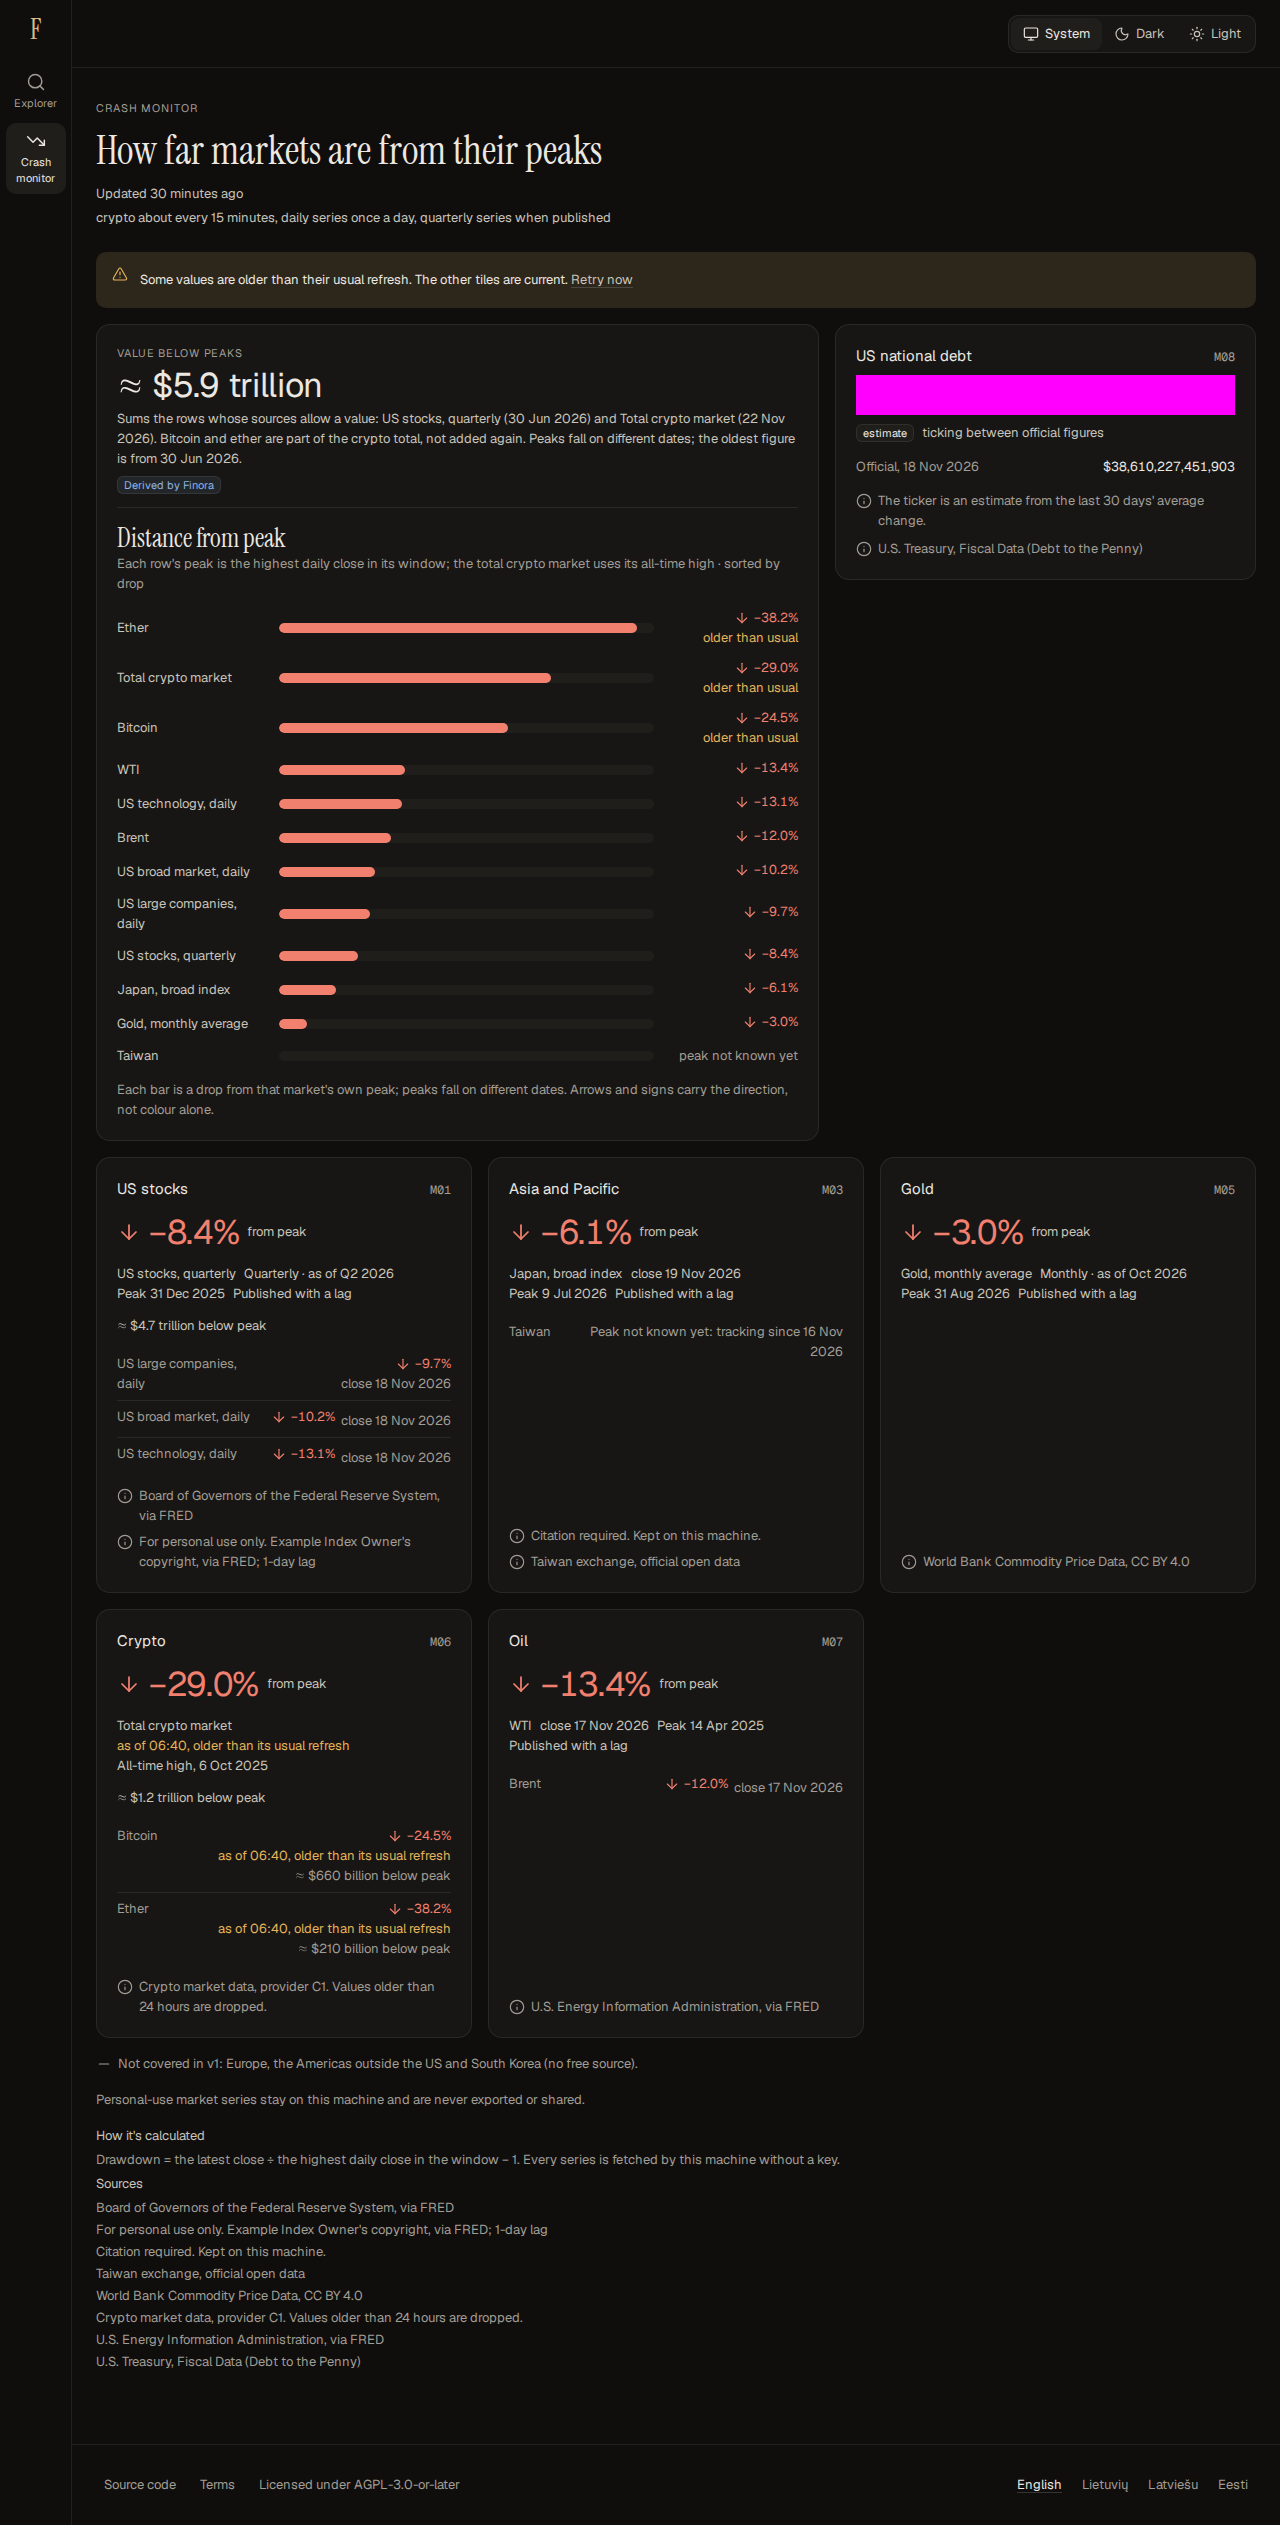 F
System
Dark
Light
Explorer
Crash
monitor
CRASH MONITOR
How far markets are from their peaks
Updated 30 minutes ago
crypto about every 15 minutes, daily series once a day, quarterly series when published
Some values are older than their usual refresh. The other tiles are current. Retry now
VALUE BELOW PEAKS
≈ $5.9 trillion
Sums the rows whose sources allow a value: US stocks, quarterly (30 Jun 2026) and Total crypto market (22 Nov
2026). Bitcoin and ether are part of the crypto total, not added again. Peaks fall on different dates; the oldest figure
is from 30 Jun 2026.
Derived by Finora
Distance from peak
Each row's peak is the highest daily close in its window; the total crypto market uses its all-time high · sorted by
drop
Ether
↓ −38.2%
older than usual
Total crypto market
↓ −29.0%
older than usual
Bitcoin
↓ −24.5%
older than usual
WTI
↓ −13.4%
US technology, daily
↓ −13.1%
Brent
↓ −12.0%
US broad market, daily
↓ −10.2%
US large companies,
daily
↓ −9.7%
US stocks, quarterly
↓ −8.4%
Japan, broad index
↓ −6.1%
Gold, monthly average
↓ −3.0%
Taiwan
peak not known yet
Each bar is a drop from that market's own peak; peaks fall on different dates. Arrows and signs carry the direction,
not colour alone.
US national debt
M08
estimate ticking between official figures
Official, 18 Nov 2026
$38,610,227,451,903
The ticker is an estimate from the last 30 days' average
change.
U.S. Treasury, Fiscal Data (Debt to the Penny)
US stocks
M01
↓ −8.4% from peak
US stocks, quarterly Quarterly · as of Q2 2026
Peak 31 Dec 2025 Published with a lag
≈ $4.7 trillion below peak
US large companies,
daily
↓ −9.7%
close 18 Nov 2026
US broad market, daily ↓ −10.2% close 18 Nov 2026
US technology, daily ↓ −13.1% close 18 Nov 2026
Board of Governors of the Federal Reserve System,
via FRED
For personal use only. Example Index Owner's
copyright, via FRED; 1-day lag
Asia and Pacific
M03
↓ −6.1% from peak
Japan, broad index close 19 Nov 2026
Peak 9 Jul 2026 Published with a lag
Taiwan
Peak not known yet: tracking since 16 Nov
2026
Citation required. Kept on this machine.
Taiwan exchange, official open data
Gold
M05
↓ −3.0% from peak
Gold, monthly average Monthly · as of Oct 2026
Peak 31 Aug 2026 Published with a lag
World Bank Commodity Price Data, CC BY 4.0
Crypto
M06
↓ −29.0% from peak
Total crypto market
as of 06:40, older than its usual refresh
All-time high, 6 Oct 2025
≈ $1.2 trillion below peak
Bitcoin
↓ −24.5%
as of 06:40, older than its usual refresh
≈ $660 billion below peak
Ether
↓ −38.2%
as of 06:40, older than its usual refresh
≈ $210 billion below peak
Crypto market data, provider C1. Values older than
24 hours are dropped.
Oil
M07
↓ −13.4% from peak
WTI close 17 Nov 2026 Peak 14 Apr 2025
Published with a lag
Brent ↓ −12.0% close 17 Nov 2026
U.S. Energy Information Administration, via FRED
— Not covered in v1: Europe, the Americas outside the US and South Korea (no free source).
Personal-use market series stay on this machine and are never exported or shared.
How it's calculated
Drawdown = the latest close ÷ the highest daily close in the window − 1. Every series is fetched by this machine without a key.
Sources
Board of Governors of the Federal Reserve System, via FRED
For personal use only. Example Index Owner's copyright, via FRED; 1-day lag
Citation required. Kept on this machine.
Taiwan exchange, official open data
World Bank Commodity Price Data, CC BY 4.0
Crypto market data, provider C1. Values older than 24 hours are dropped.
U.S. Energy Information Administration, via FRED
U.S. Treasury, Fiscal Data (Debt to the Penny)
Source code
Terms
Licensed under AGPL-3.0-or-later
English
Lietuvių
Latviešu
Eesti